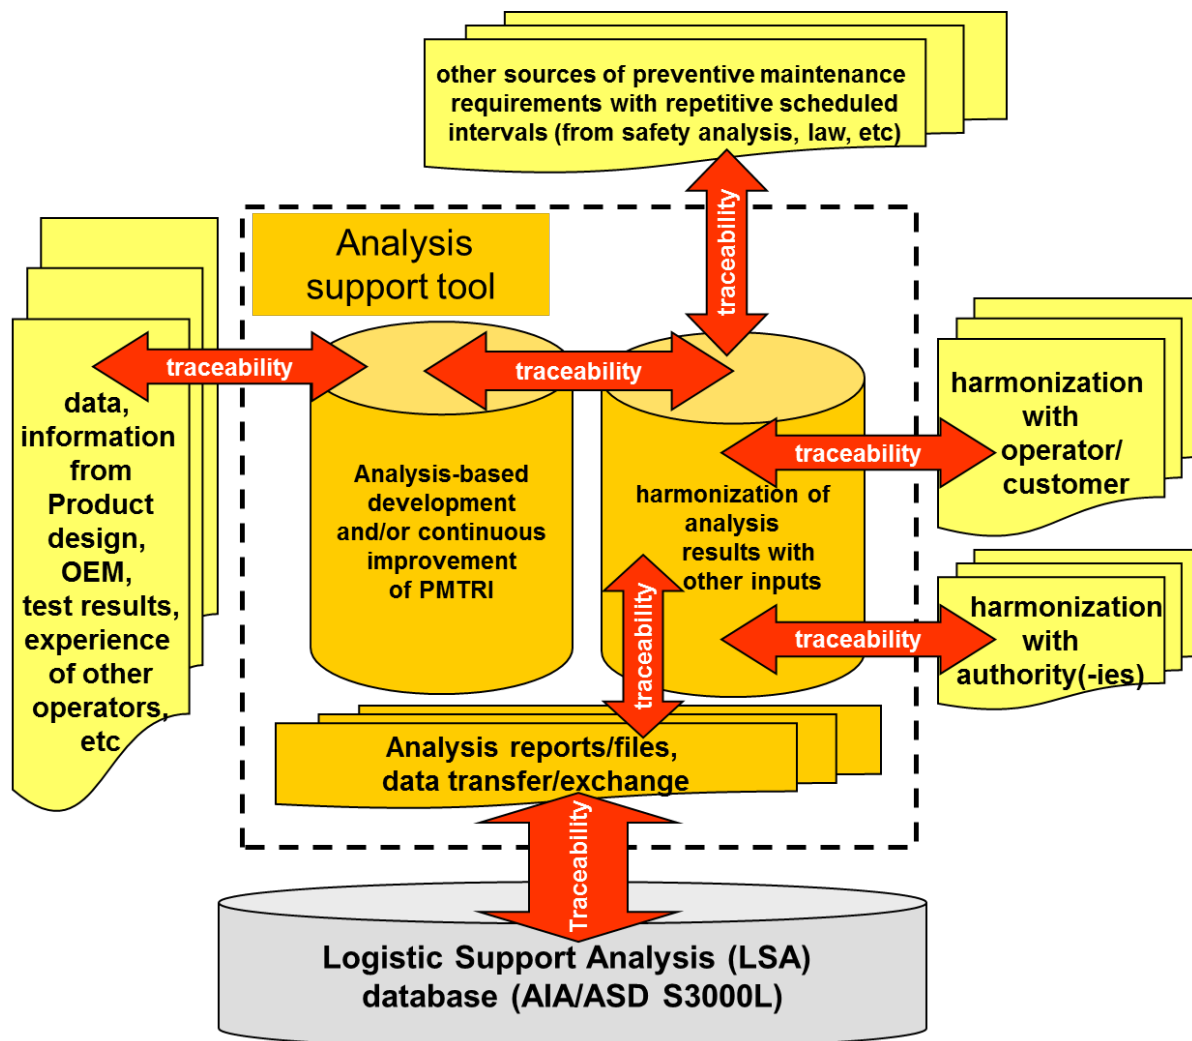 other sources of preventive maintenance
requirements with repetitive scheduled
intervals (from safety analysis, law, etc)
traceability
Analysis
support tool
traceability
traceability
data,
information
from
Product
design,
OEM,
test results,
experience
of other
operators,
etc
Analysis-based
development
and/or continuous
improvement
of PMTRI
harmonization of
analysis
results with
other inputs
traceability
harmonization
with
operator/
customer
traceability
traceability
harmonization
with
authority(-ies)
Analysis reports/files,
data transfer/exchange
Traceability
Logistic Support Analysis (LSA)
database (AIA/ASD S3000L)